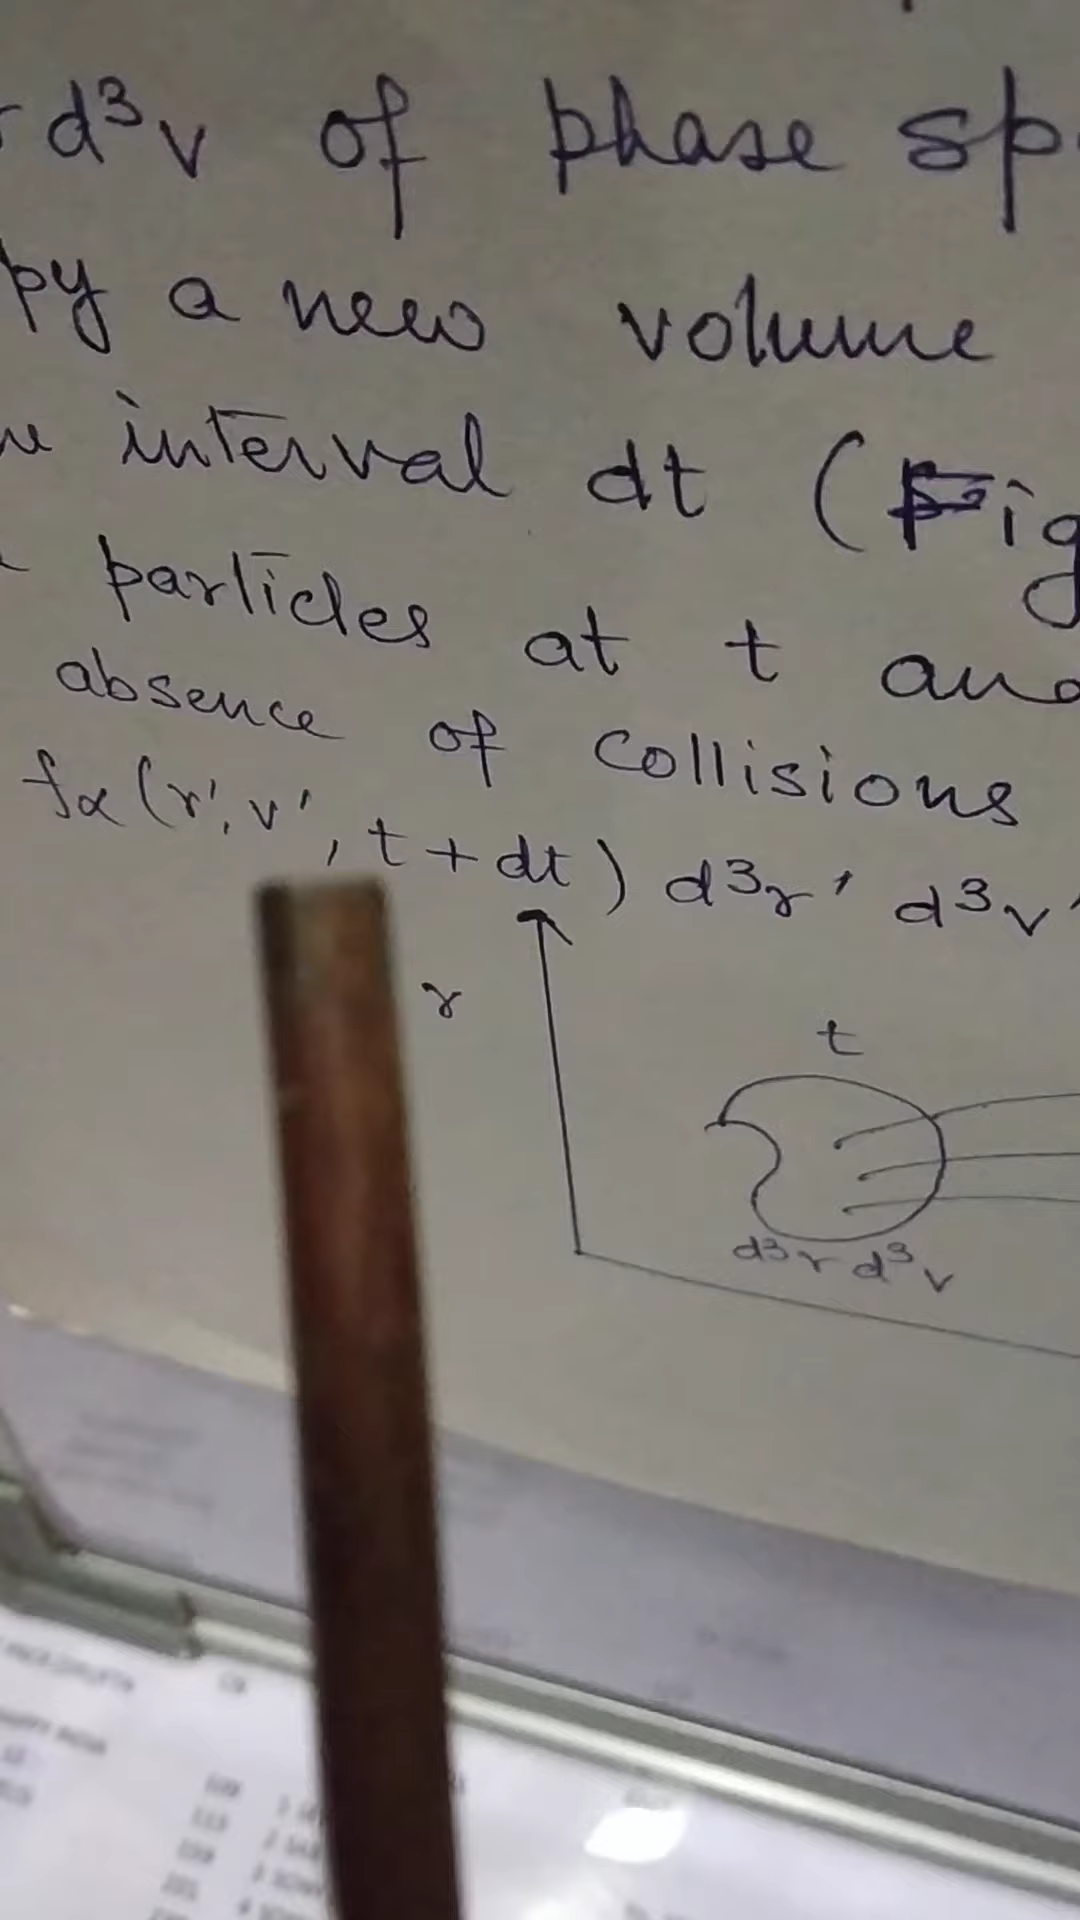 d³v of phase sp
py a new volume
interval dt (Fig
particles at t and
absence of collisions
fα(r', v', t + dt) d³r' d³v'
r
t
d³r d³v